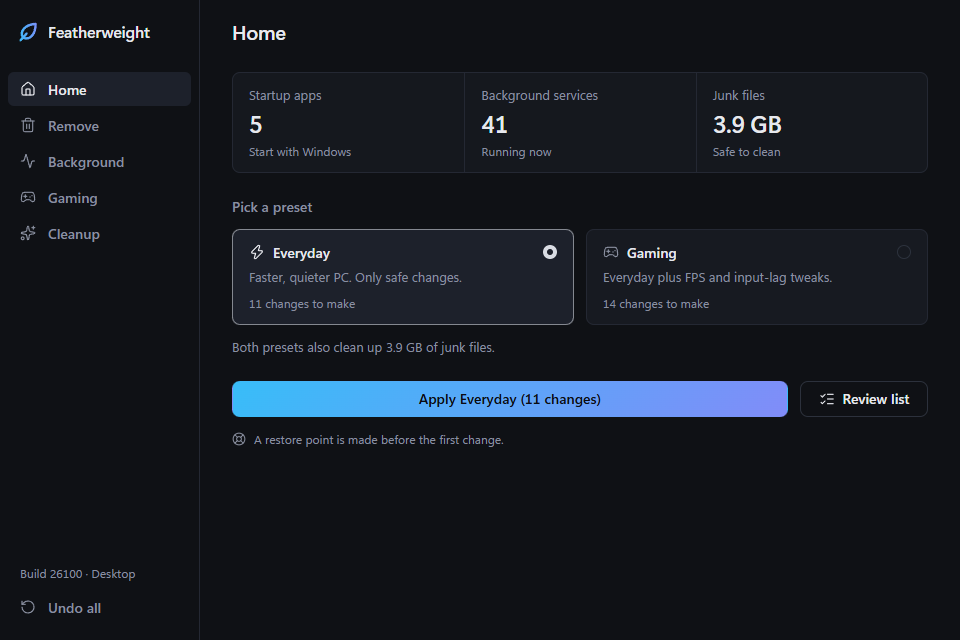 Featherweight
Home
Remove
Background
Gaming
Cleanup
Build 26100 · Desktop
Undo all
Home
Startup apps
5
Start with Windows
Background services
41
Running now
Junk files
3.9 GB
Safe to clean
Pick a preset
Everyday
Faster, quieter PC. Only safe changes.
11 changes to make
Gaming
Everyday plus FPS and input-lag tweaks.
14 changes to make
Both presets also clean up 3.9 GB of junk files.
Apply Everyday (11 changes)
Review list
A restore point is made before the first change.